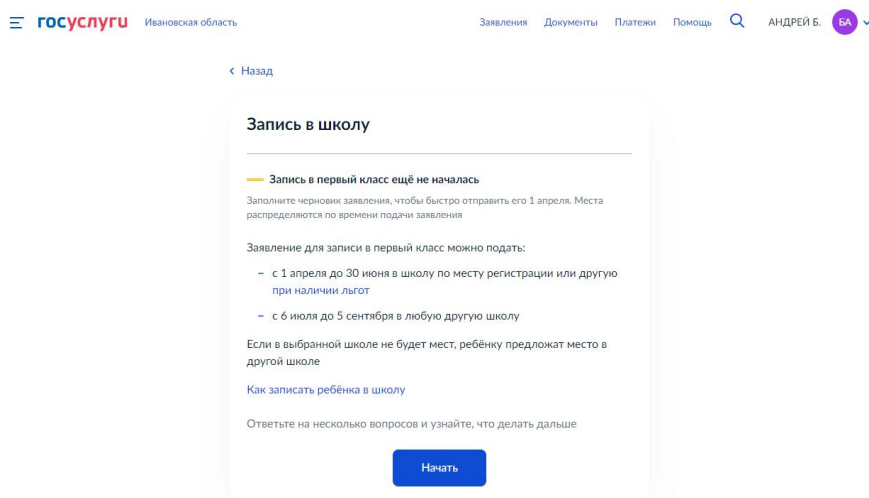 госуслуги
Ивановская область
Заявления
Документы
Платежи
Помощь
АНДРЕЙ Б.
БА
Назад
Запись в школу
Запись в первый класс ещё не началась
Заполните черновик заявления, чтобы быстро отправить его 1 апреля. Места
распределяются по времени подачи заявления
Заявление для записи в первый класс можно подать:
– с 1 апреля до 30 июня в школу по месту регистрации или другую
при наличии льгот
– с 6 июля до 5 сентября в любую другую школу
Если в выбранной школе не будет мест, ребёнку предложат место в
другой школе
Как записать ребёнка в школу
Ответьте на несколько вопросов и узнайте, что делать дальше
Начать